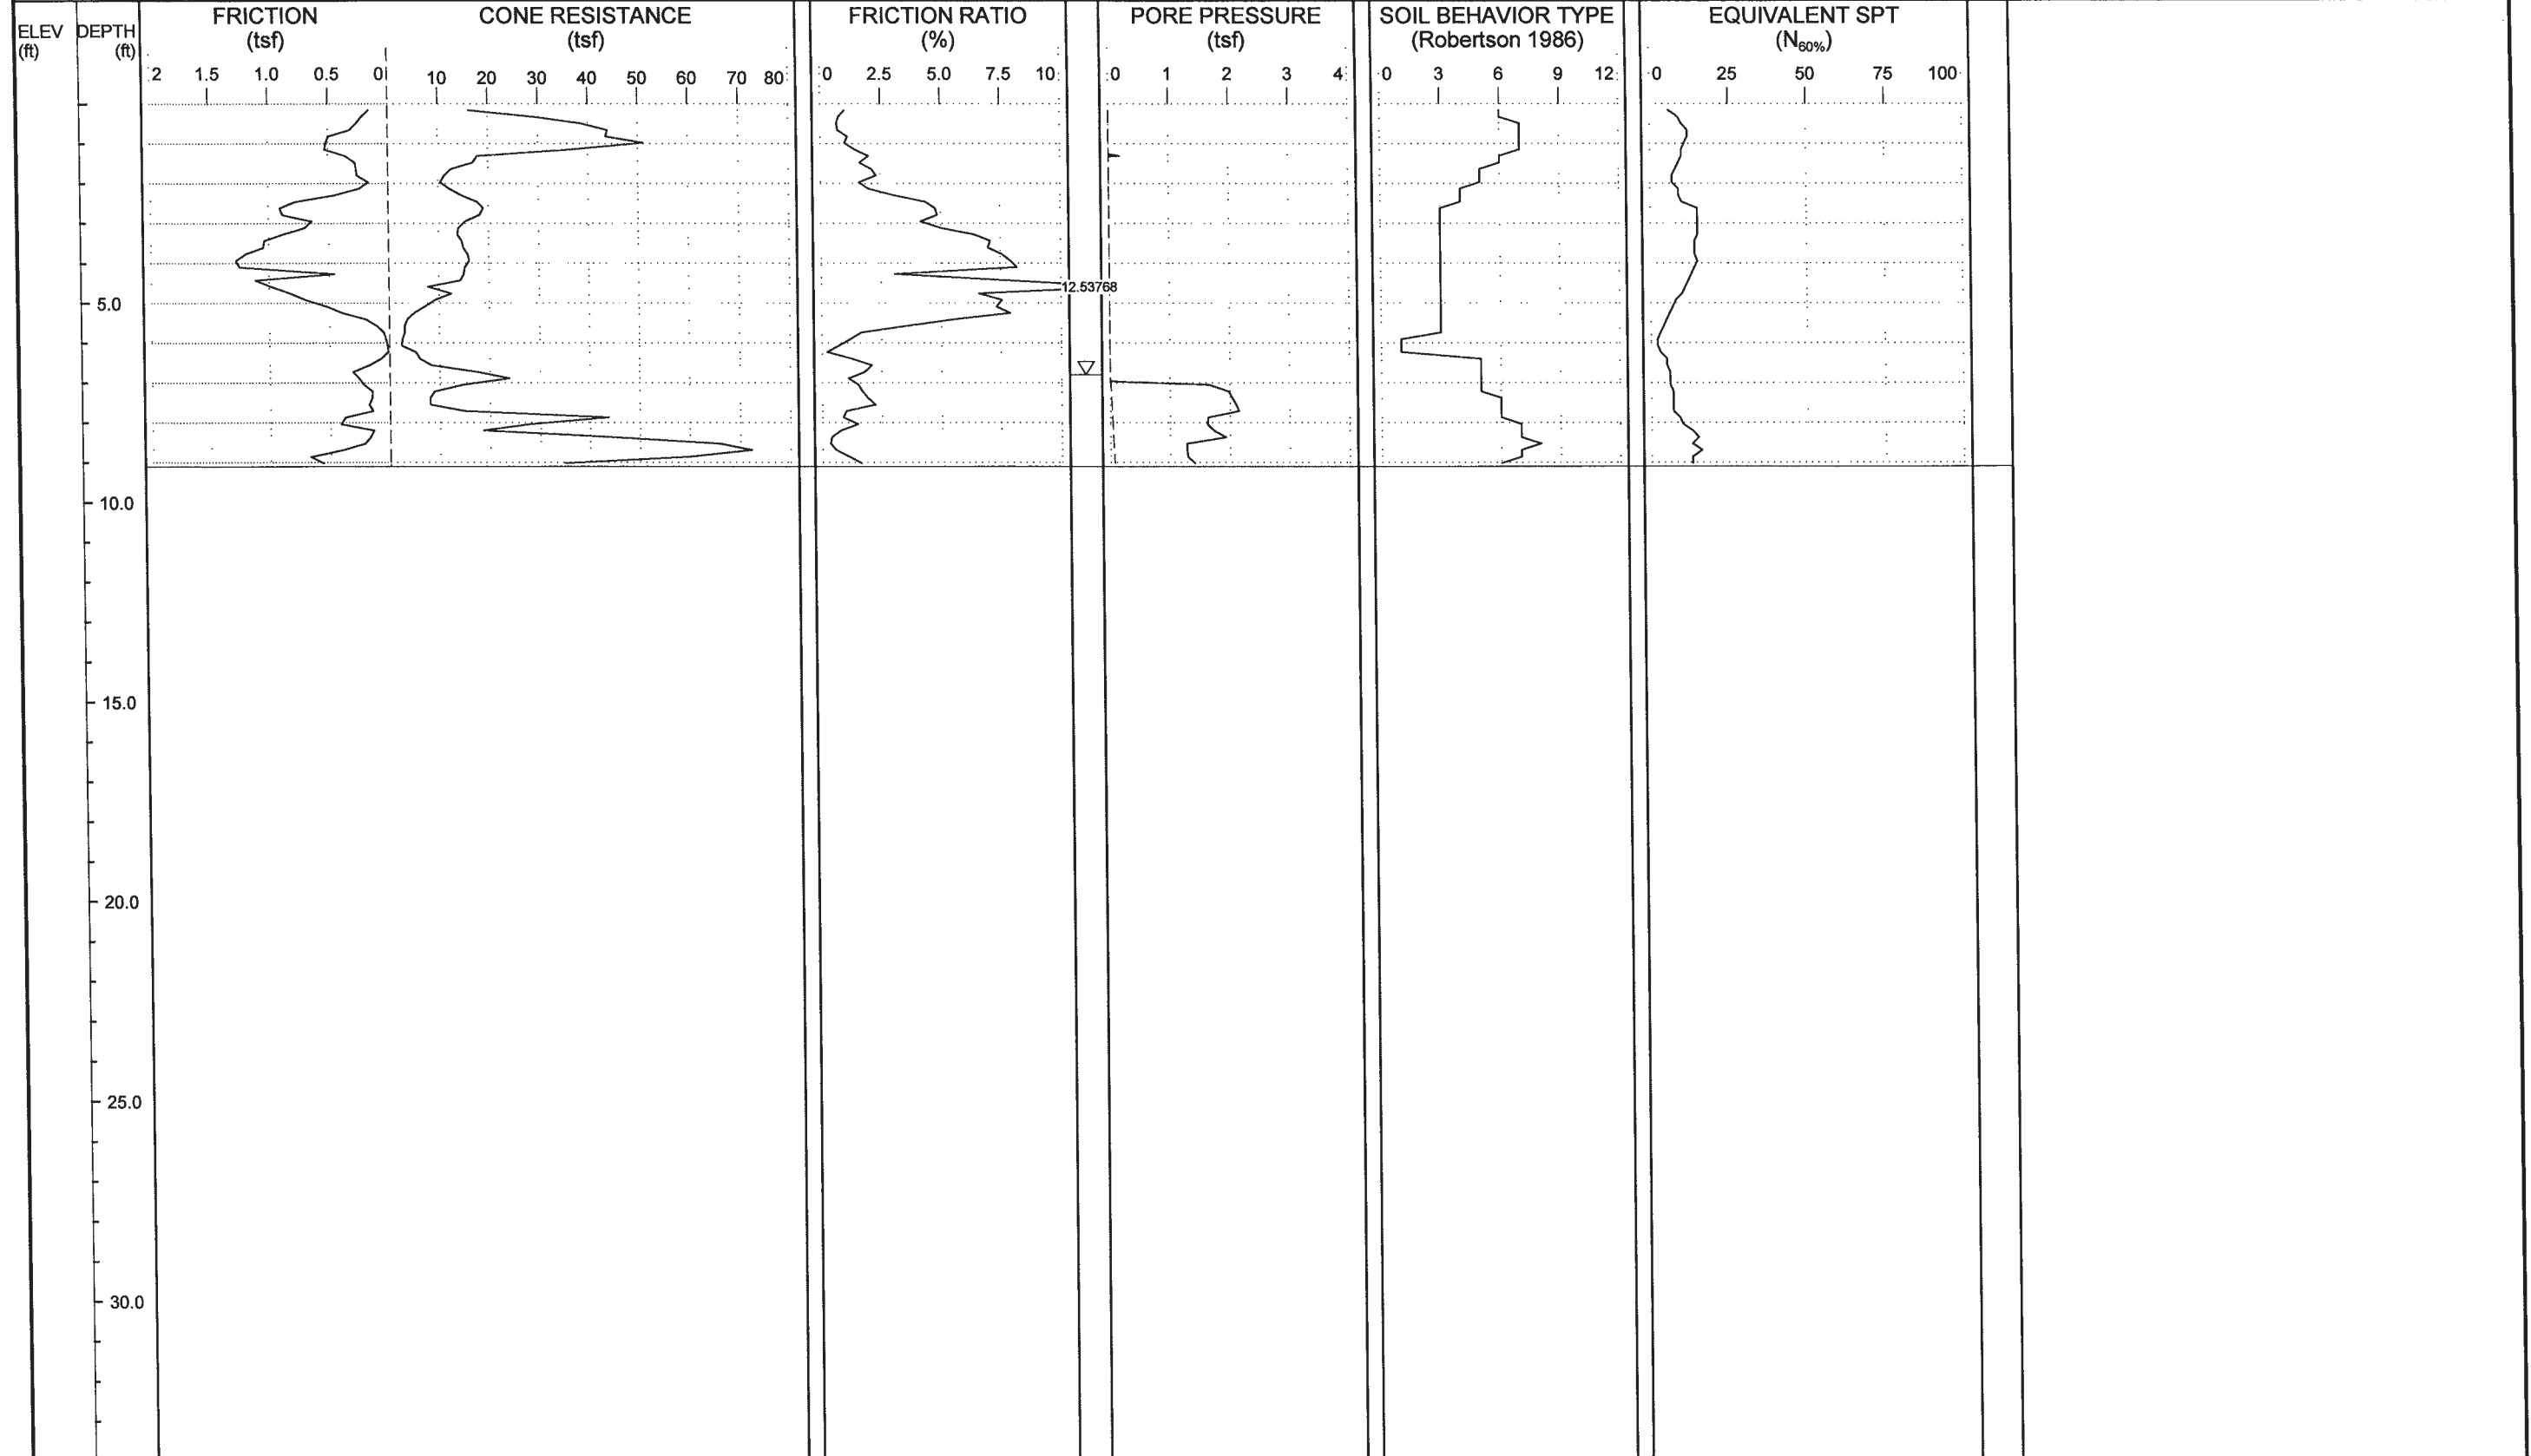 FRICTION CONE RESISTANCE FRICTION RATIO PORE PRESSURE SOIL BEHAVIOR TYPE EQUIVALENT SPT
ELEV DEPTH (tsf) (tsf) (%) (tsf) (Robertson 1986) (N60%)
(ft) (ft)
2 1.5 1.0 0.5 0 10 20 30 40 50 60 70 80 0 2.5 5.0 7.5 10 0 1 2 3 4 0 3 6 9 12 0 25 50 75 100
12.53768
5.0
10.0
15.0
20.0
25.0
30.0